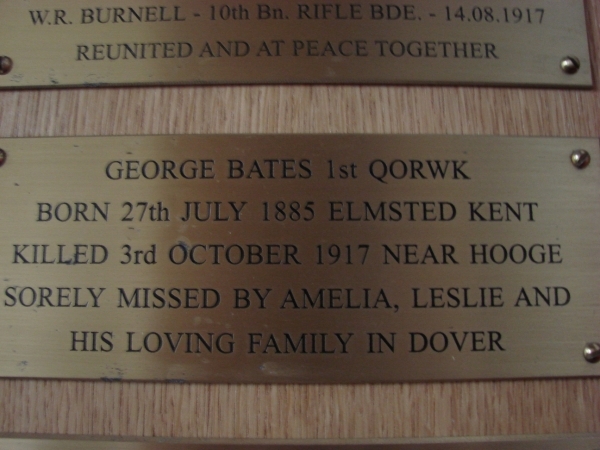 W.R. BURNELL - 10th Bn. RIFLE BDE. - 14.08.1917
REUNITED AND AT PEACE TOGETHER
GEORGE BATES 1st QORWK
BORN 27th JULY 1885 ELMSTED KENT
KILLED 3rd OCTOBER 1917 NEAR HOOGE
SORELY MISSED BY AMELIA, LESLIE AND
HIS LOVING FAMILY IN DOVER